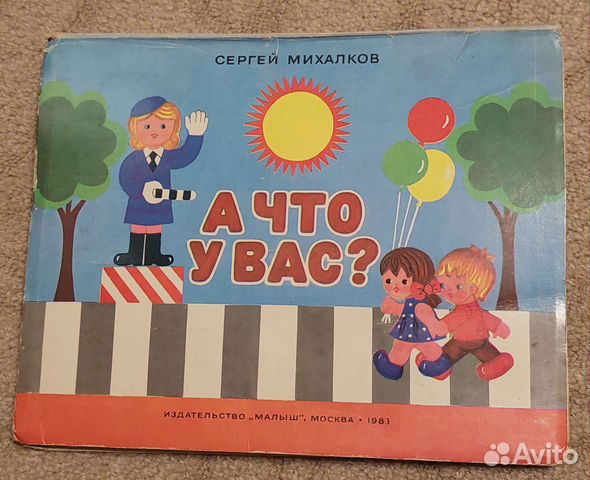 СЕРГЕЙ МИХАЛКОВ
А ЧТО
У ВАС?
ИЗДАТЕЛЬСТВО „МАЛЫШ", МОСКВА • 1983
Avito